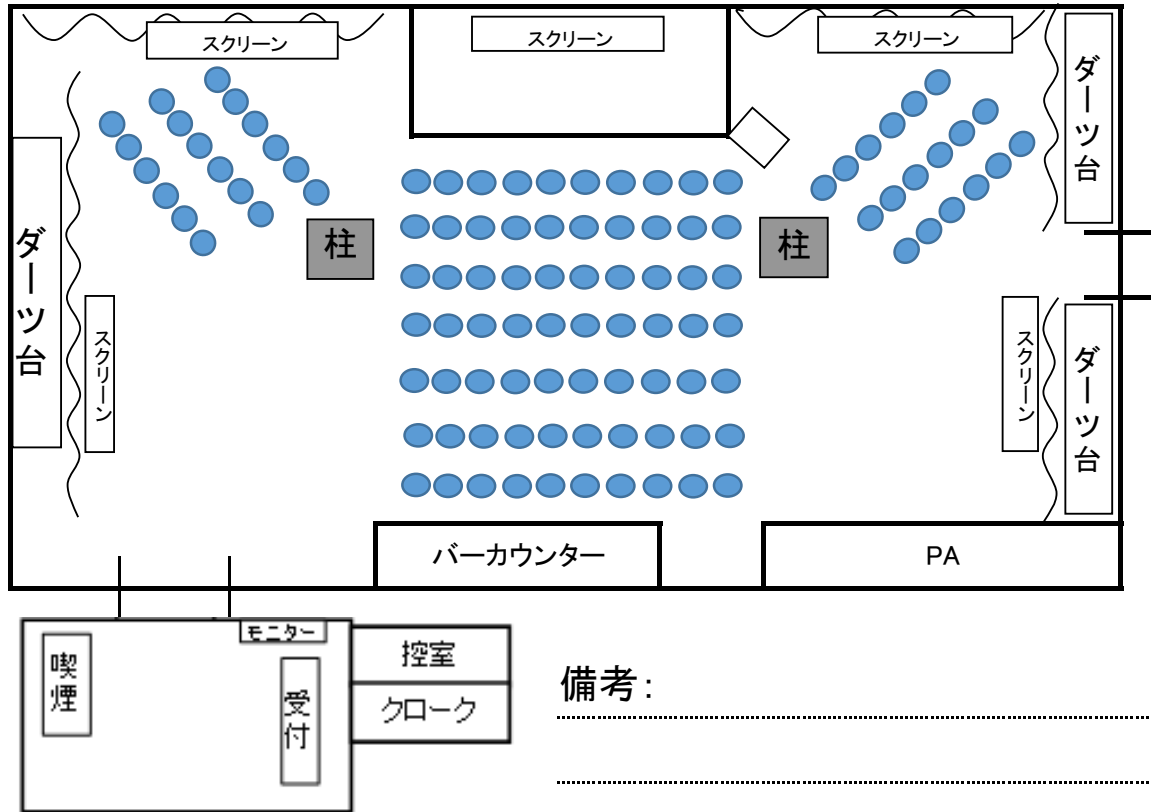 スクリーン
スクリーン
スクリーン
ダーツ台
ダーツ台
柱
柱
スクリーン
スクリーン
ダーツ台
バーカウンター
PA
モニター
喫煙
受付
控室
クローク
備考: